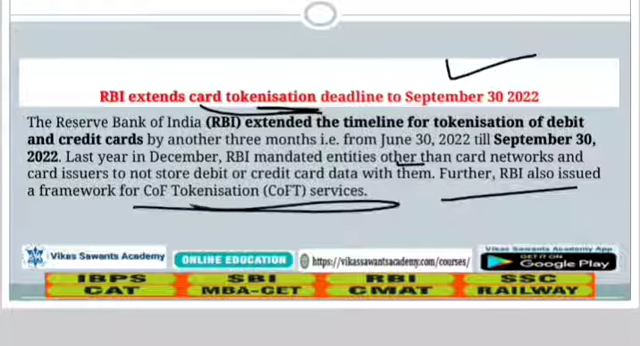 RBI extends card tokenisation deadline to September 30 2022
The Reserve Bank of India (RBI) extended the timeline for tokenisation of debit
and credit cards by another three months i.e. from June 30, 2022 till September 30,
2022. Last year in December, RBI mandated entities other than card networks and
card issuers to not store debit or credit card data with them. Further, RBI also issued
a framework for CoF Tokenisation (CoFT) services.
Vikas Sawants Academy App
Vikas Sawants Academy ONLINE EDUCATION https://vikassawantsacademy.com/courses/ GET IT ON Google Play
IBPS SBI RBI SSC
CAT MBA-CET CMAT RAILWAY